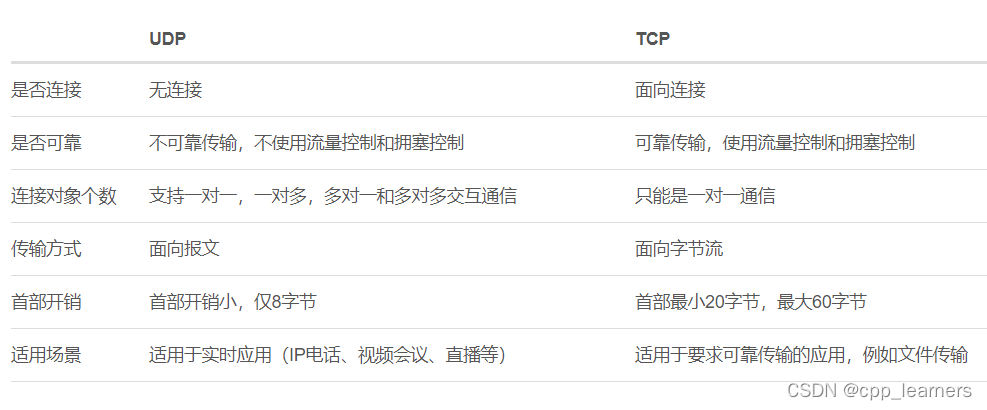 UDP TCP
是否连接 无连接 面向连接
是否可靠 不可靠传输，不使用流量控制和拥塞控制 可靠传输，使用流量控制和拥塞控制
连接对象个数 支持一对一，一对多，多对一和多对多交互通信 只能是一对一通信
传输方式 面向报文 面向字节流
首部开销 首部开销小，仅8字节 首部最小20字节，最大60字节
适用场景 适用于实时应用（IP电话、视频会议、直播等） 适用于要求可靠传输的应用，例如文件传输
CSDN @cpp_learners